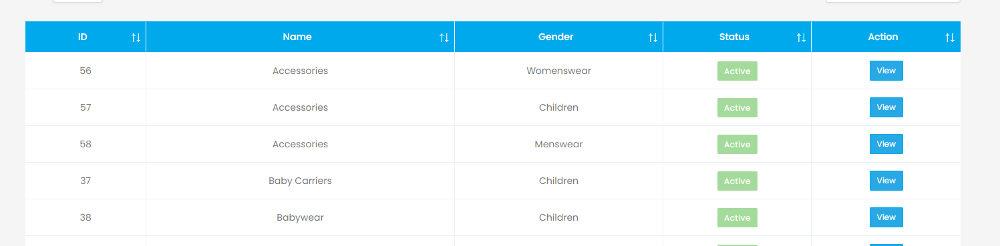 ID Name Gender Status Action
56 Accessories Womenswear Active View
57 Accessories Children Active View
58 Accessories Menswear Active View
37 Baby Carriers Children Active View
38 Babywear Children Active View